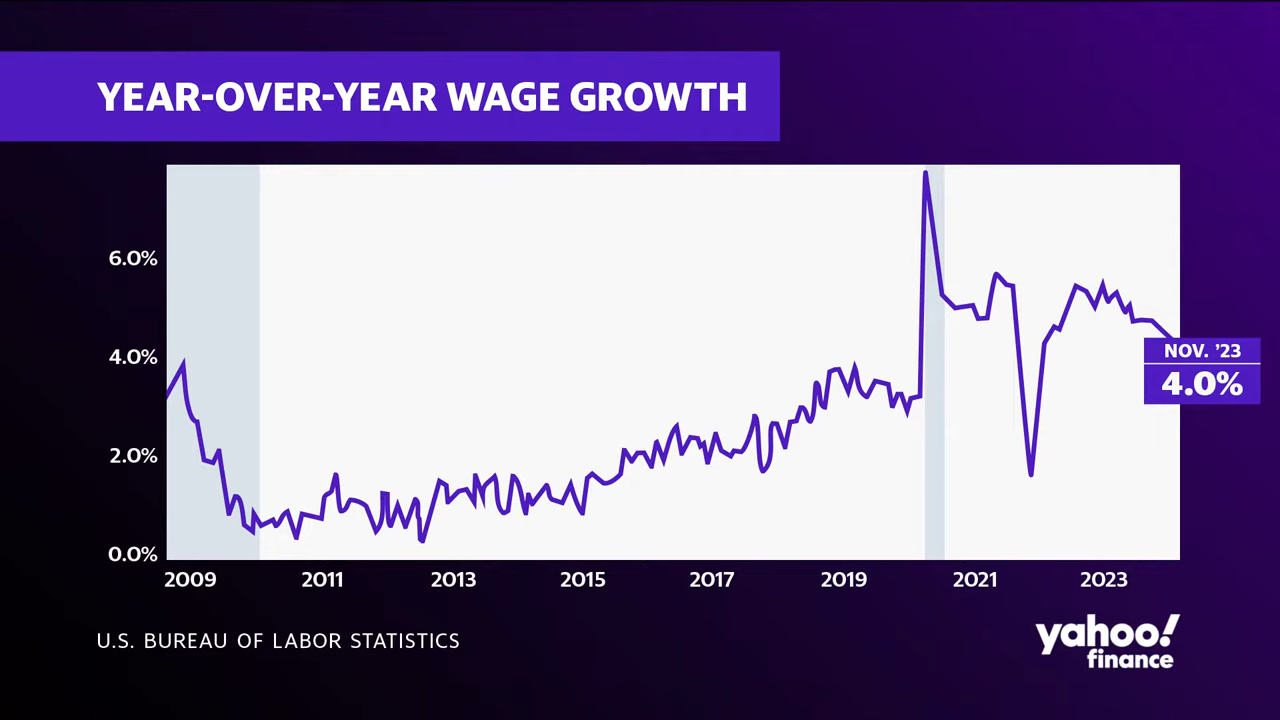 YEAR-OVER-YEAR WAGE GROWTH
6.0%
4.0%
2.0%
0.0%
NOV. ’23
4.0%
2009 2011 2013 2015 2017 2019 2021 2023
U.S. BUREAU OF LABOR STATISTICS
yahoo!
finance